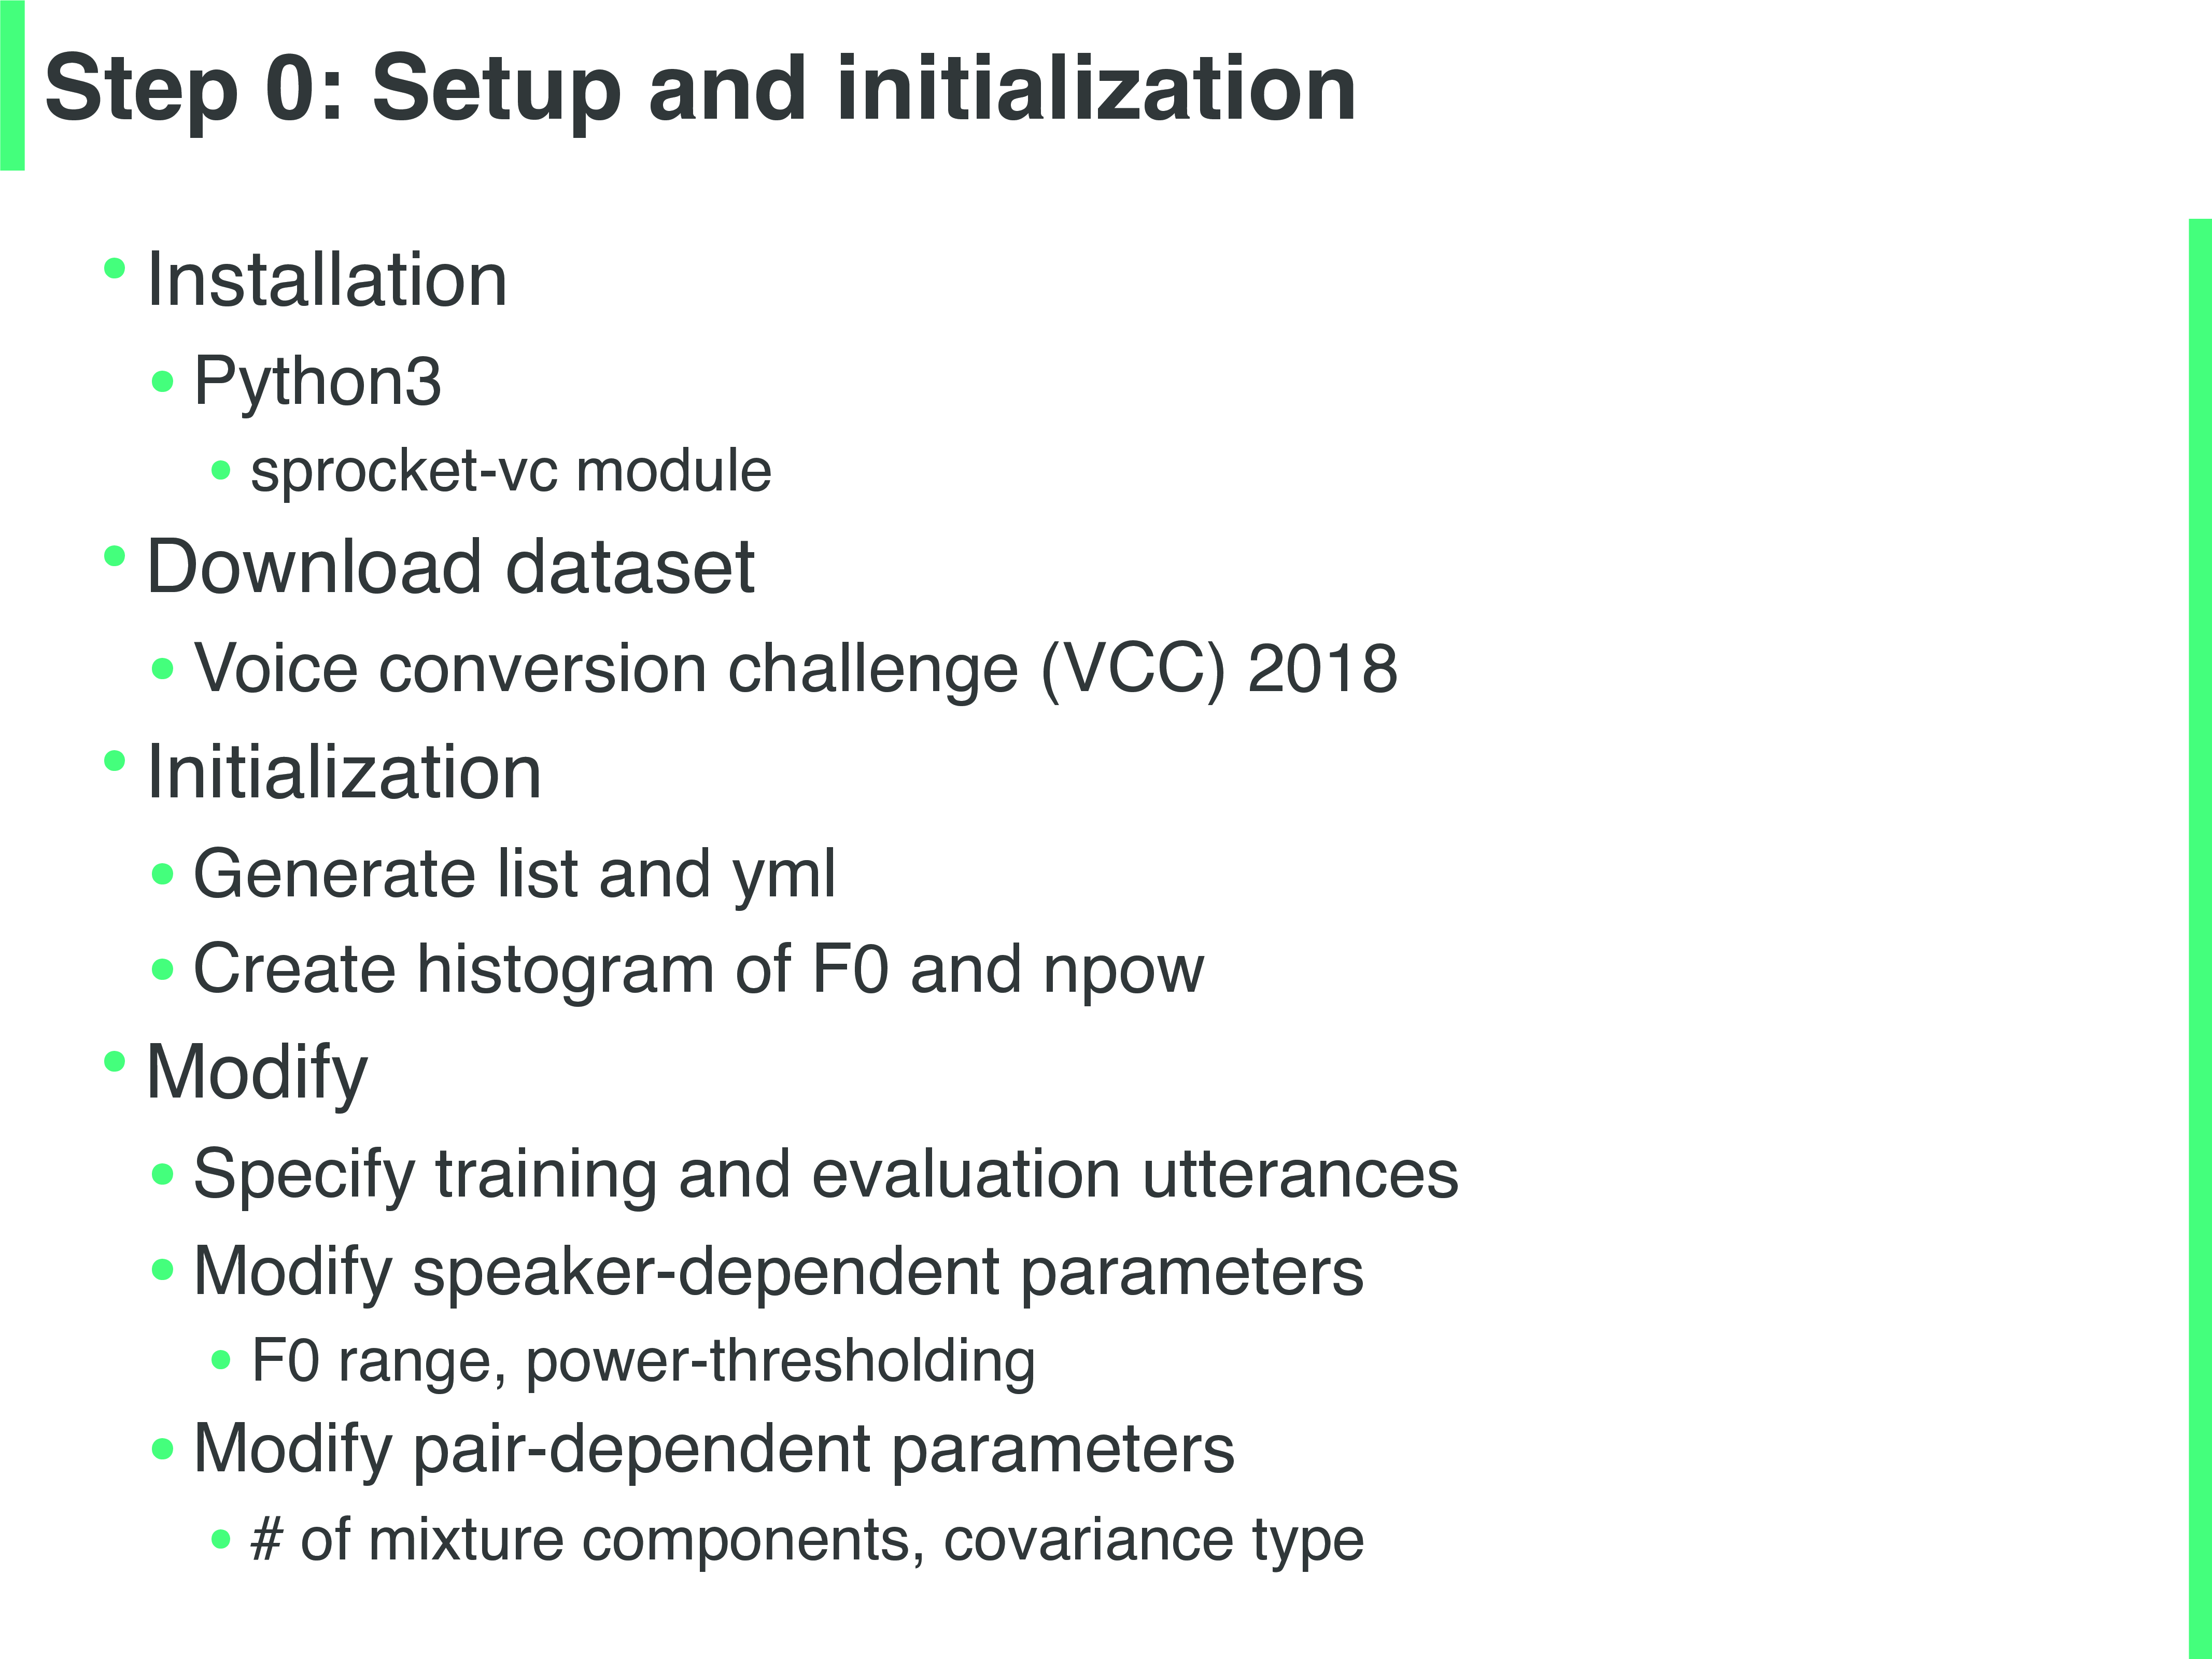 Step 0: Setup and initialization
• Installation
• Python3
• sprocket-vc module
• Download dataset
• Voice conversion challenge (VCC) 2018
• Initialization
• Generate list and yml
• Create histogram of F0 and npow
• Modify
• Specify training and evaluation utterances
• Modify speaker-dependent parameters
• F0 range, power-thresholding
• Modify pair-dependent parameters
• # of mixture components, covariance type